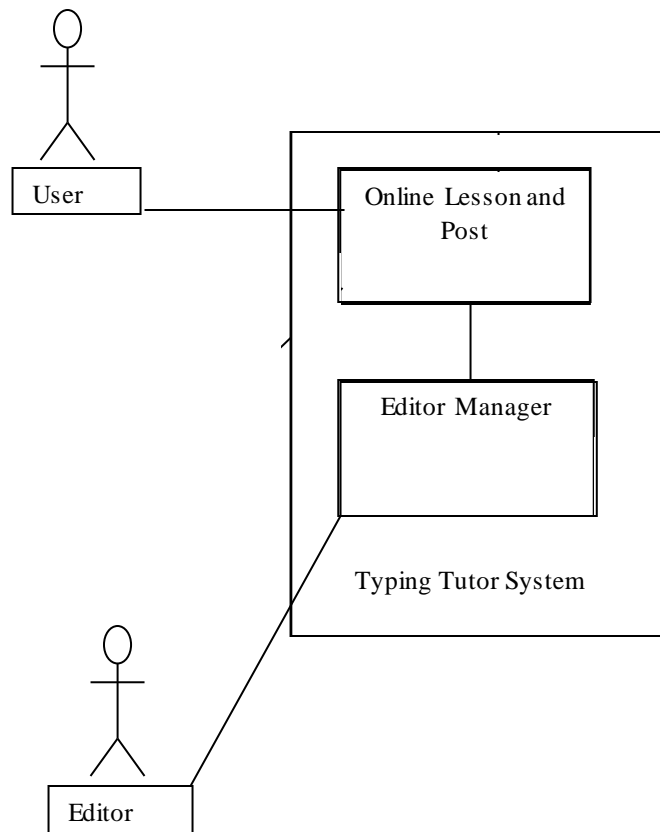 User
Online Lesson and
Post
Editor Manager
Typing Tutor System
Editor